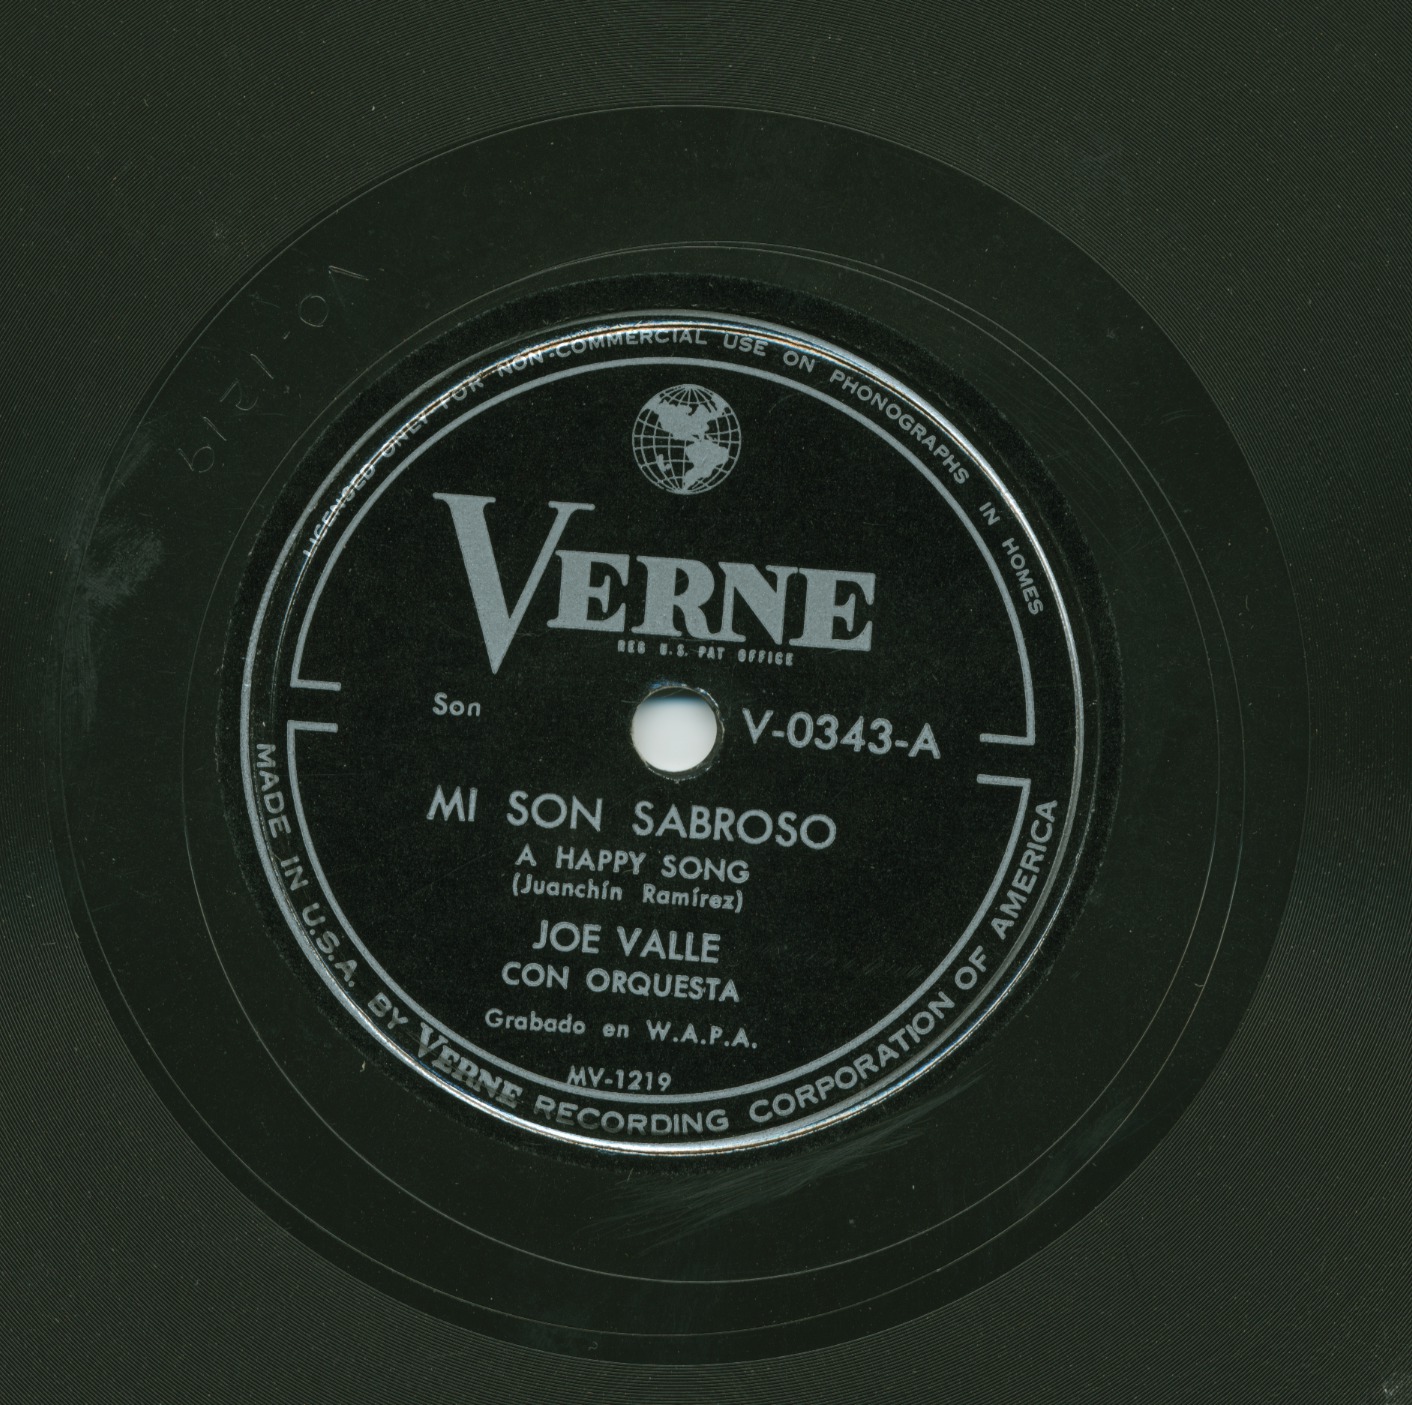 LICENSED ONLY FOR NON-COMMERCIAL USE ON PHONOGRAPHS IN HOMES
VERNE
REG U.S. PAT OFFICE
Son
V-0343-A
MI SON SABROSO
A HAPPY SONG
(Juanchín Ramírez)
JOE VALLE
CON ORQUESTA
Grabado en W.A.P.A.
MV-1219
MADE IN U.S.A. BY VERNE RECORDING CORPORATION OF AMERICA
VO-1219